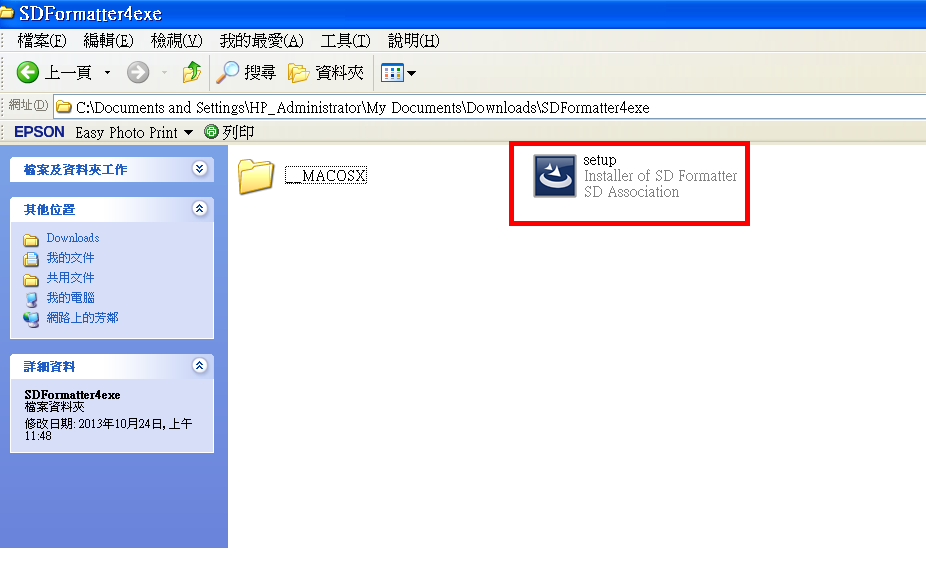 SDFormatter4exe
檔案(F) 編輯(E) 檢視(V) 我的最愛(A) 工具(T) 說明(H)
上一頁 搜尋 資料夾
網址(D) C:\Documents and Settings\HP_Administrator\My Documents\Downloads\SDFormatter4exe
EPSON Easy Photo Print 列印
檔案及資料夾工作
其他位置
Downloads
我的文件
共用文件
我的電腦
網路上的芳鄰
詳細資料
SDFormatter4exe
檔案資料夾
修改日期: 2013年10月24日, 上午
11:48
__MACOSX
setup
Installer of SD Formatter
SD Association